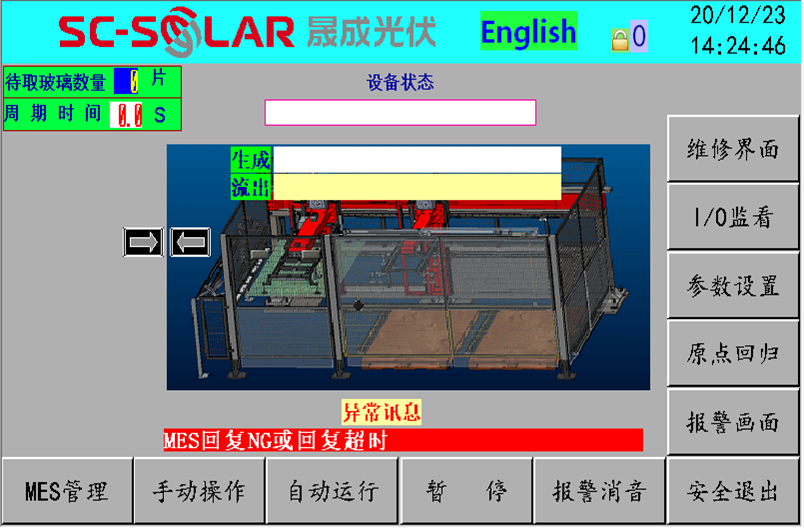 SC-SOLAR 晟成光伏
English
0
20/12/23
14:24:46
待取玻璃数量 0 片
周期时间 0.0 S
设备状态
生成
流出
维修界面
I/O监看
参数设置
原点回归
报警画面
异常讯息
MES回复NG或回复超时
MES管理
手动操作
自动运行
暂停
报警消音
安全退出